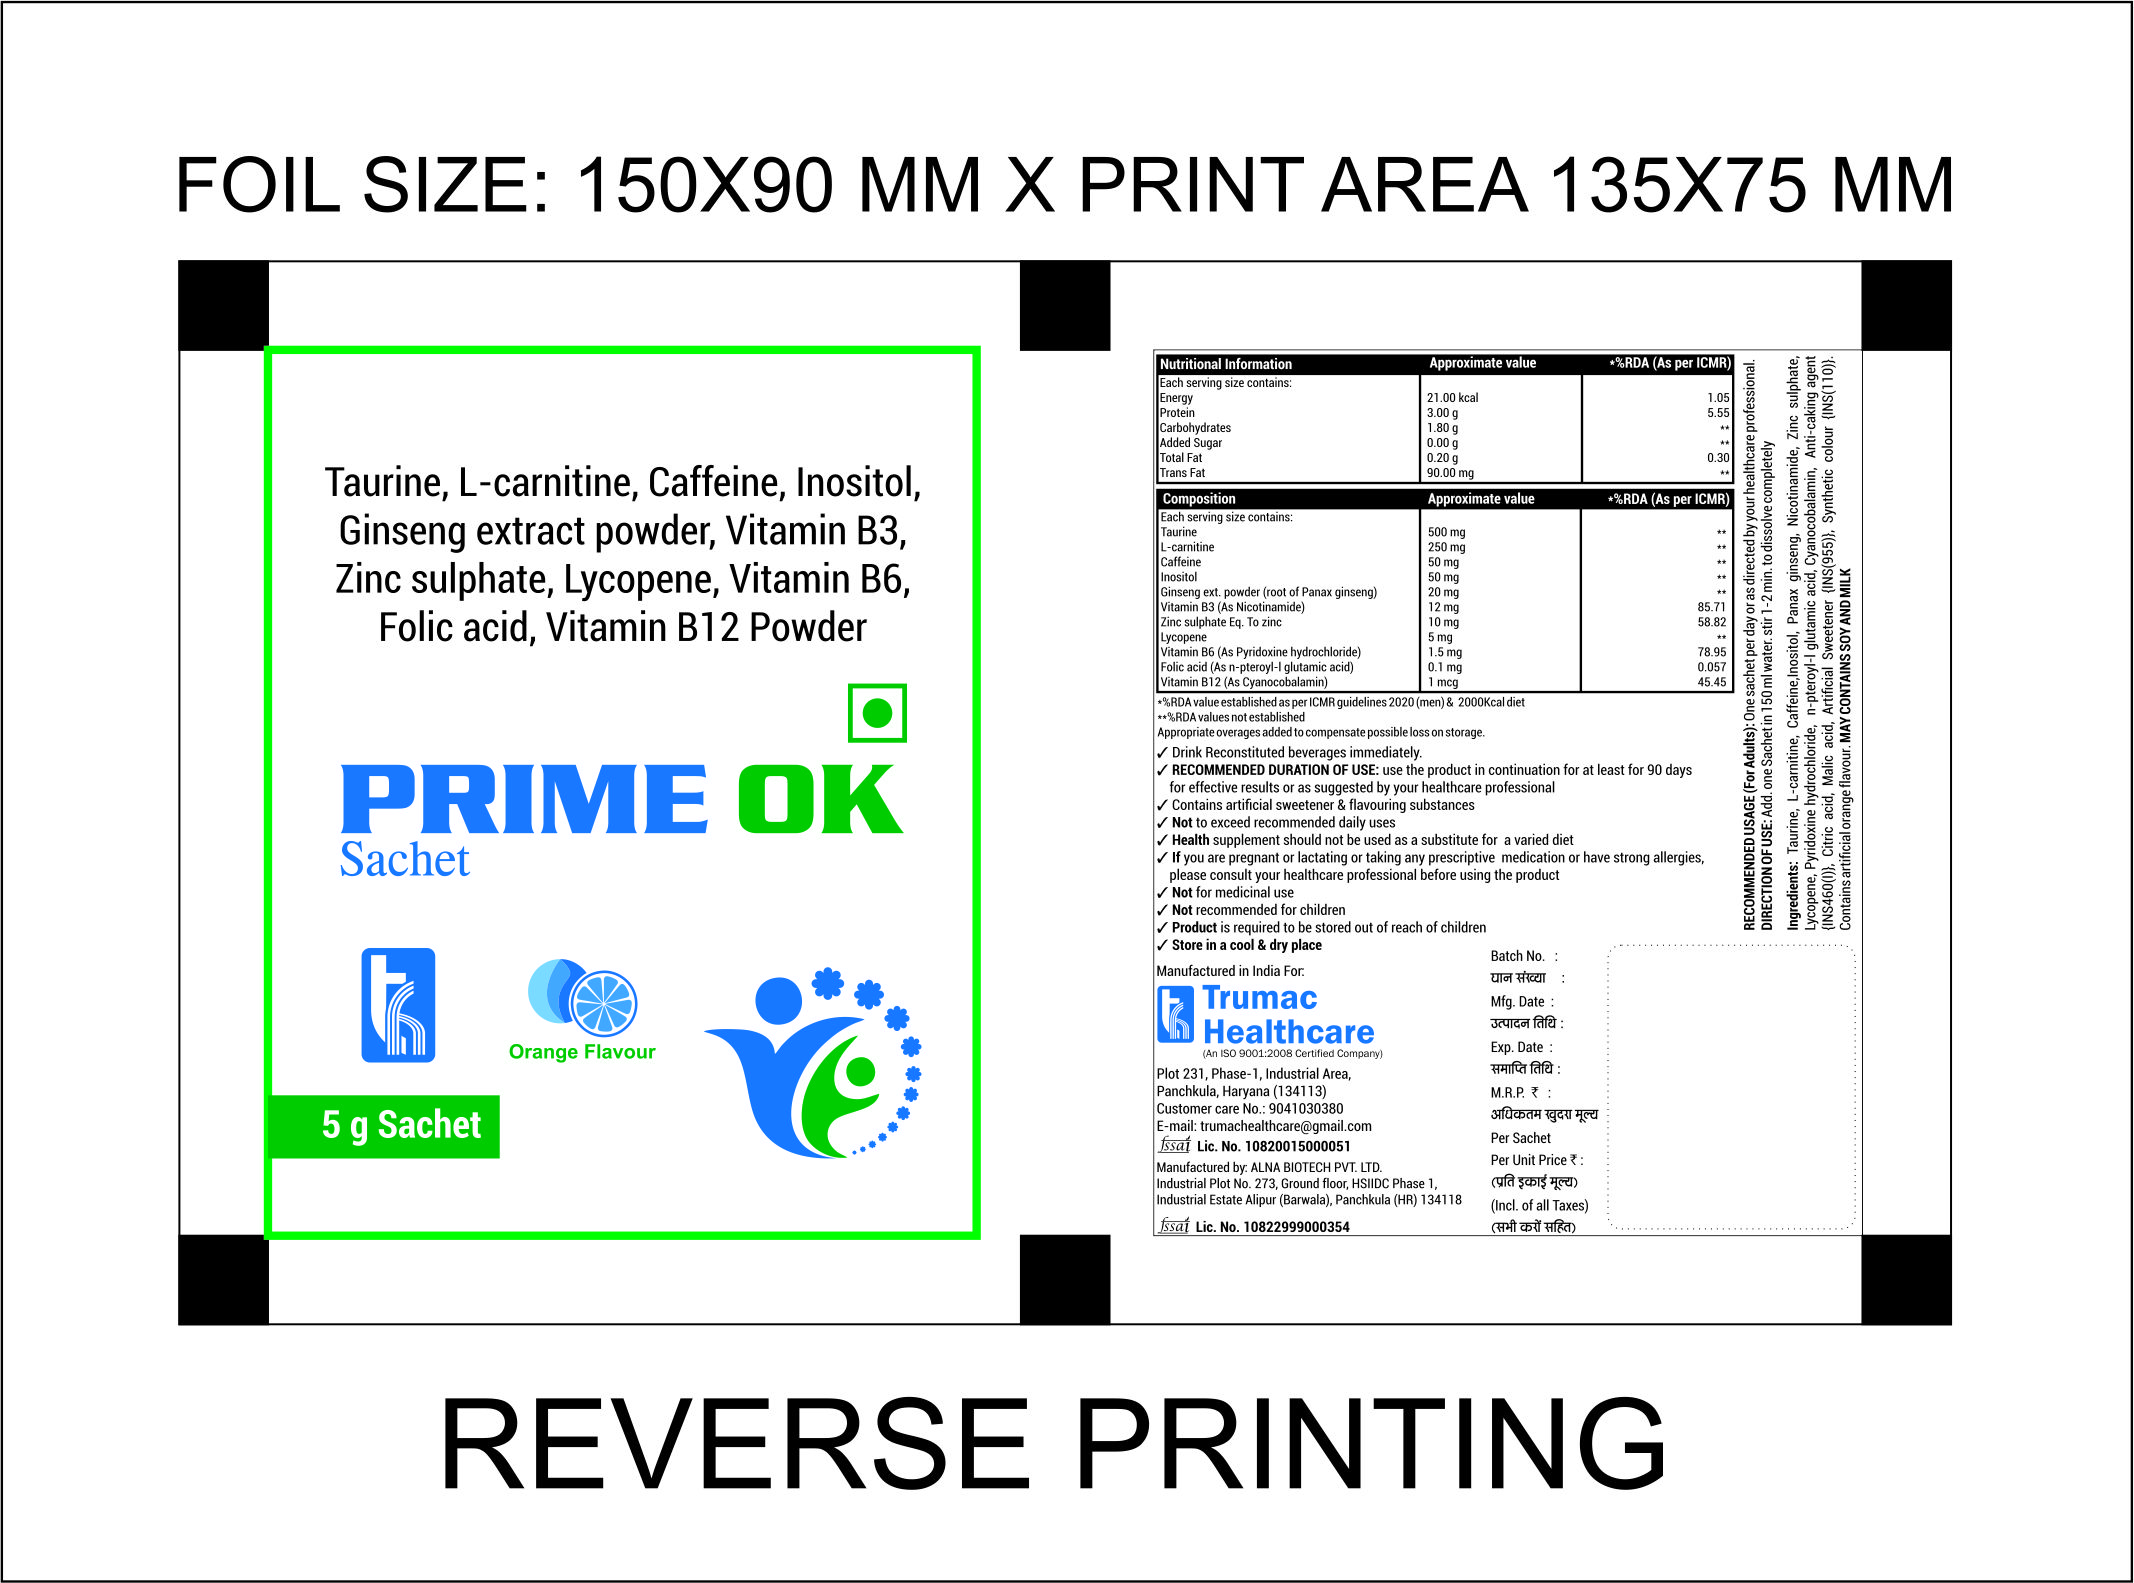 FOIL SIZE: 150X90 MM X PRINT AREA 135X75 MM
Taurine, L-carnitine, Caffeine, Inositol,
Ginseng extract powder, Vitamin B3,
Zinc sulphate, Lycopene, Vitamin B6,
Folic acid, Vitamin B12 Powder
PRIME OK
Sachet
Orange Flavour
5 g Sachet
Nutritional Information Approximate value *%RDA (As per ICMR)
Each serving size contains:
Energy 21.00 kcal 1.05
Protein 3.00 g 5.55
Carbohydrates 1.80 g **
Added Sugar 0.00 g **
Total Fat 0.20 g 0.30
Trans Fat 90.00 mg **
Composition Approximate value *%RDA (As per ICMR)
Each serving size contains:
Taurine 500 mg **
L-carnitine 250 mg **
Caffeine 50 mg **
Inositol 50 mg **
Ginseng ext. powder (root of Panax ginseng) 20 mg **
Vitamin B3 (As Nicotinamide) 12 mg 85.71
Zinc sulphate Eq. To zinc 10 mg 58.82
Lycopene 5 mg **
Vitamin B6 (As Pyridoxine hydrochloride) 1.5 mg 78.95
Folic acid (As n-pteroyl-l glutamic acid) 0.1 mg 0.057
Vitamin B12 (As Cyanocobalamin) 1 mcg 45.45
*%RDA value established as per ICMR guidelines 2020 (men) & 2000Kcal diet
**%RDA values not established
Appropriate overages added to compensate possible loss on storage.
✓ Drink Reconstituted beverages immediately.
✓ RECOMMENDED DURATION OF USE: use the product in continuation for at least for 90 days
for effective results or as suggested by your healthcare professional
✓ Contains artificial sweetener & flavouring substances
✓ Not to exceed recommended daily uses
✓ Health supplement should not be used as a substitute for a varied diet
✓ If you are pregnant or lactating or taking any prescriptive medication or have strong allergies,
please consult your healthcare professional before using the product
✓ Not for medicinal use
✓ Not recommended for children
✓ Product is required to be stored out of reach of children
✓ Store in a cool & dry place
Manufactured in India For:
Trumac
Healthcare
(An ISO 9001:2008 Certified Company)
Plot 231, Phase-1, Industrial Area,
Panchkula, Haryana (134113)
Customer care No.: 9041030380
E-mail: trumachealthcare@gmail.com
fssai Lic. No. 10820015000051
Manufactured by: ALNA BIOTECH PVT. LTD.
Industrial Plot No. 273, Ground floor, HSIIDC Phase 1,
Industrial Estate Alipur (Barwala), Panchkula (HR) 134118
fssai Lic. No. 10822999000354
Batch No. :
घान संख्या :
Mfg. Date :
उत्पादन तिथि :
Exp. Date :
समाप्ति तिथि :
M.R.P. ₹ :
अधिकतम खुदरा मूल्य
Per Sachet
Per Unit Price ₹ :
(प्रति इकाई मूल्य)
(Incl. of all Taxes)
(सभी करों सहित)
RECOMMENDED USAGE (For Adults): One sachet per day or as directed by your healthcare professional.
DIRECTION OF USE: Add. one Sachet in 150 ml water. stir 1-2 min. to dissolve completely
Ingredients: Taurine, L-carnitine, Caffeine,Inositol, Panax ginseng, Nicotinamide, Zinc sulphate,
Lycopene, Pyridoxine hydrochloride, n-pteroyl-l glutamic acid, Cyanocobalamin, Anti-caking agent
{INS460(I)}, Citric acid, Malic acid, Artificial Sweetener {INS(955)}, Synthetic colour {INS(110)}.
Contains artificial orange flavour. MAY CONTAINS SOY AND MILK
REVERSE PRINTING